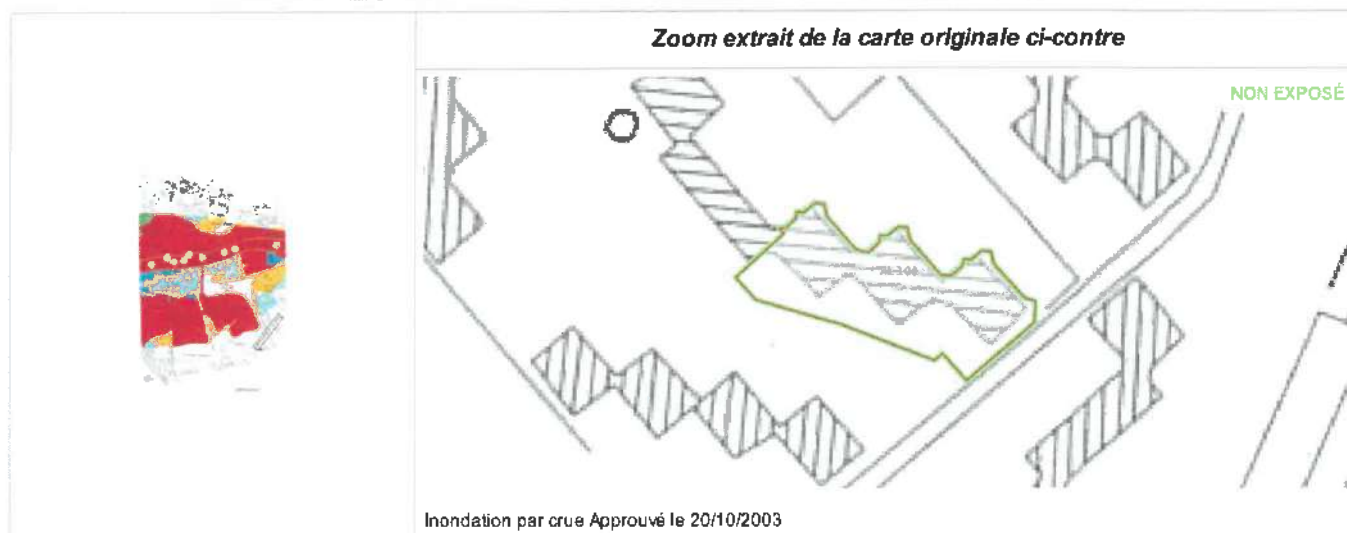 Zoom extrait de la carte originale ci-contre
NON EXPOSÉ
Inondation par crue Approuvé le 20/10/2003